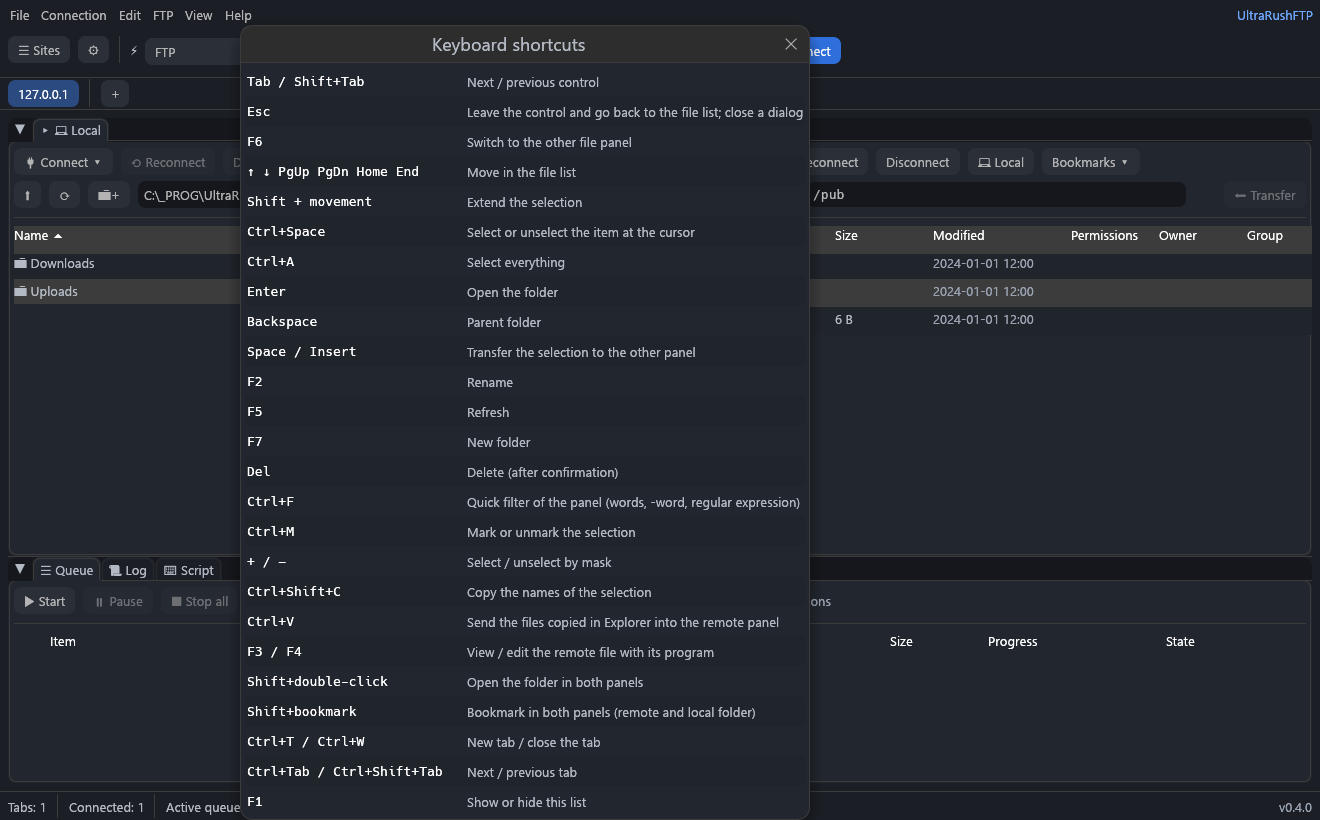 File Connection Edit FTP View Help UltraRushFTP
☰ Sites ⚙ ⚡ FTP
127.0.0.1 +
▼ ▸ Local
Connect ▾ ⟲ Reconnect Disconnect Local Bookmarks ▾
⬆ ⟳ + C:\_PROG\UltraR /pub ⬅ Transfer
Name Size Modified Permissions Owner Group
Downloads 2024-01-01 12:00
Uploads 2024-01-01 12:00
6 B 2024-01-01 12:00
Keyboard shortcuts
Tab / Shift+Tab Next / previous control
Esc Leave the control and go back to the file list; close a dialog
F6 Switch to the other file panel
↑ ↓ PgUp PgDn Home End Move in the file list
Shift + movement Extend the selection
Ctrl+Space Select or unselect the item at the cursor
Ctrl+A Select everything
Enter Open the folder
Backspace Parent folder
Space / Insert Transfer the selection to the other panel
F2 Rename
F5 Refresh
F7 New folder
Del Delete (after confirmation)
Ctrl+F Quick filter of the panel (words, -word, regular expression)
Ctrl+M Mark or unmark the selection
+ / − Select / unselect by mask
Ctrl+Shift+C Copy the names of the selection
Ctrl+V Send the files copied in Explorer into the remote panel
F3 / F4 View / edit the remote file with its program
Shift+double-click Open the folder in both panels
Shift+bookmark Bookmark in both panels (remote and local folder)
Ctrl+T / Ctrl+W New tab / close the tab
Ctrl+Tab / Ctrl+Shift+Tab Next / previous tab
F1 Show or hide this list
▼ ☰ Queue Log Script
▶ Start Pause Stop all
Item Size Progress State
Tabs: 1 Connected: 1 Active queue v0.4.0